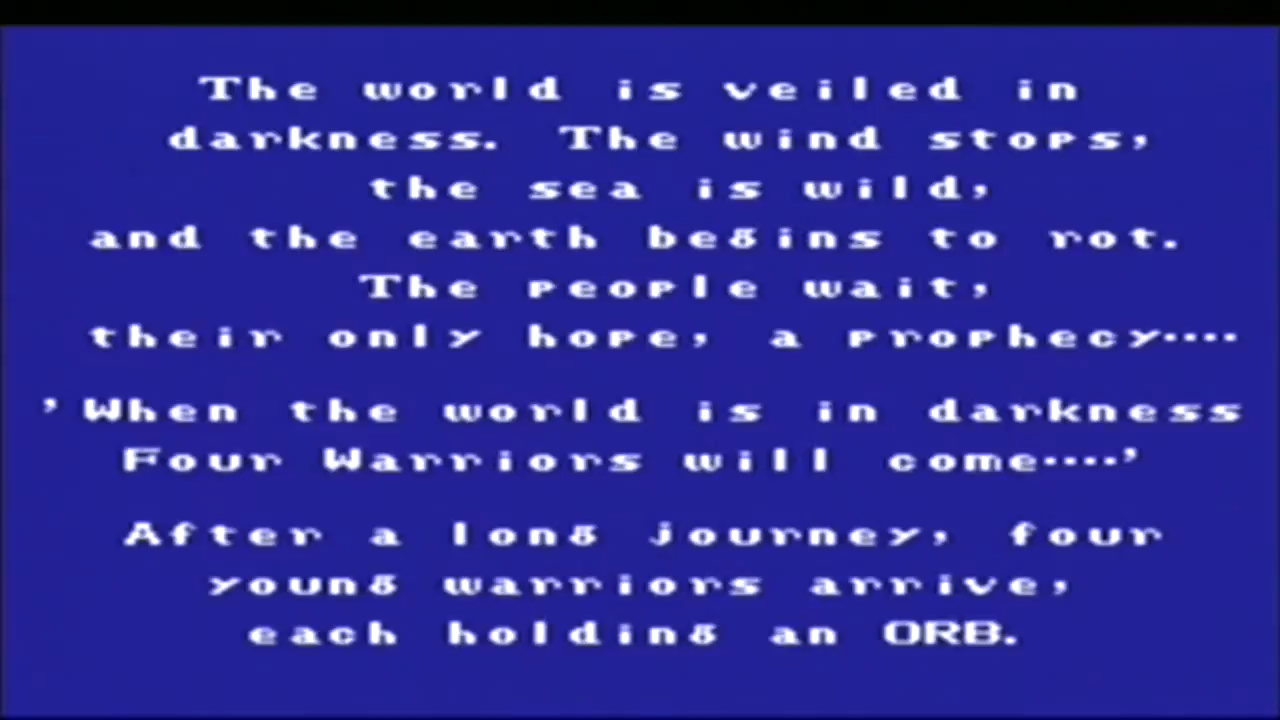 The world is veiled in
darkness. The wind stops,
the sea is wild,
and the earth begins to rot.
The people wait,
their only hope, a prophecy....
'When the world is in darkness
Four Warriors will come....'
After a long journey, four
young warriors arrive,
each holding an ORB.